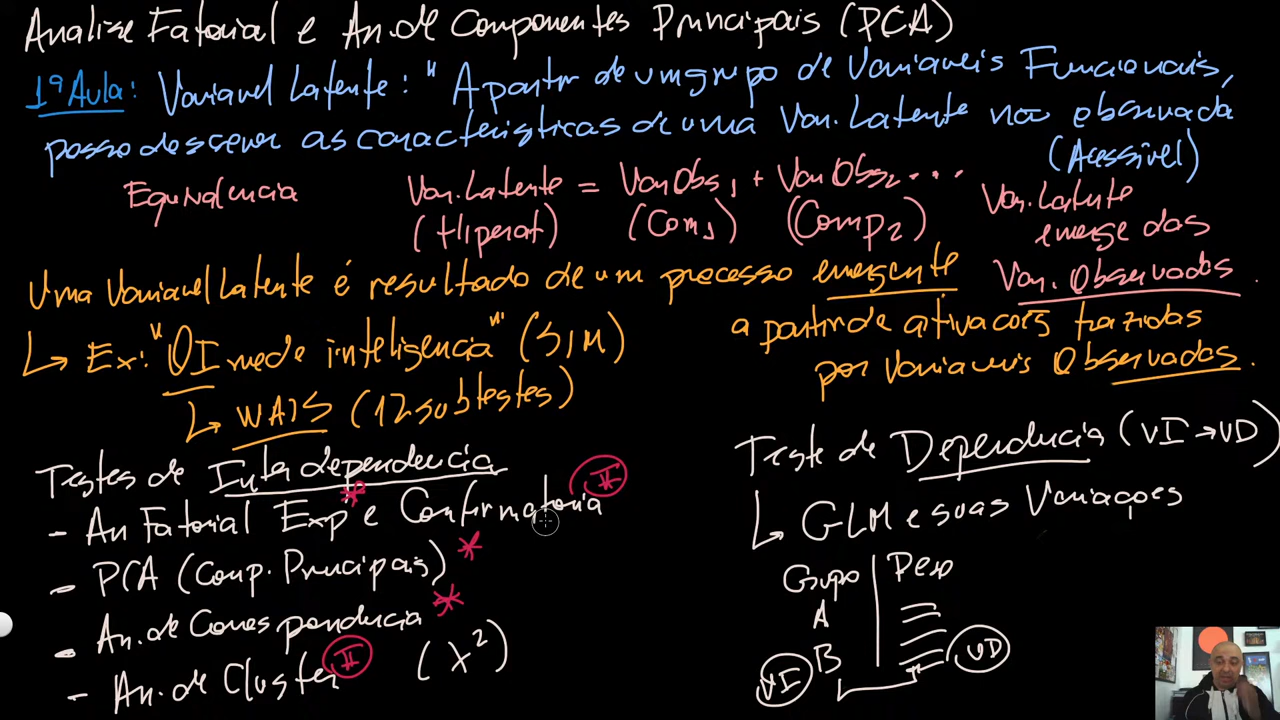 Analise Fatorial e An. de Componentes Principais (PCA)
1ª Aula: Variavel Latente: "A partir de um grupo de Variaveis Funcionais,
posso descrever as características de uma Var. Latente não observada
(Acessível)
Equivalencia
Var. Latente = Var Obs1 + Var Obs2 ....
(Hiperat) (Com1) (Comp2)
Var. Latente
emerge das
Var. Observadas.
Uma Variavel Latente é resultado de um processo emergente
a partir de ativações trazidas
por Variaveis Observadas.
↳ Ex: "QI mede inteligencia" (SIM)
↳ WAIS (12 subtestes)
Testes de Interdependencia
- An Fatorial Exp* e Confirmatoria II
- PCA (Comp. Principais) *
- An. de Correspondencia *
- An. de Cluster II (X²)
Teste de Dependencia (VI → VD)
↳ GLM e suas Variações
Grupo | Peso
A
B
VI
VD